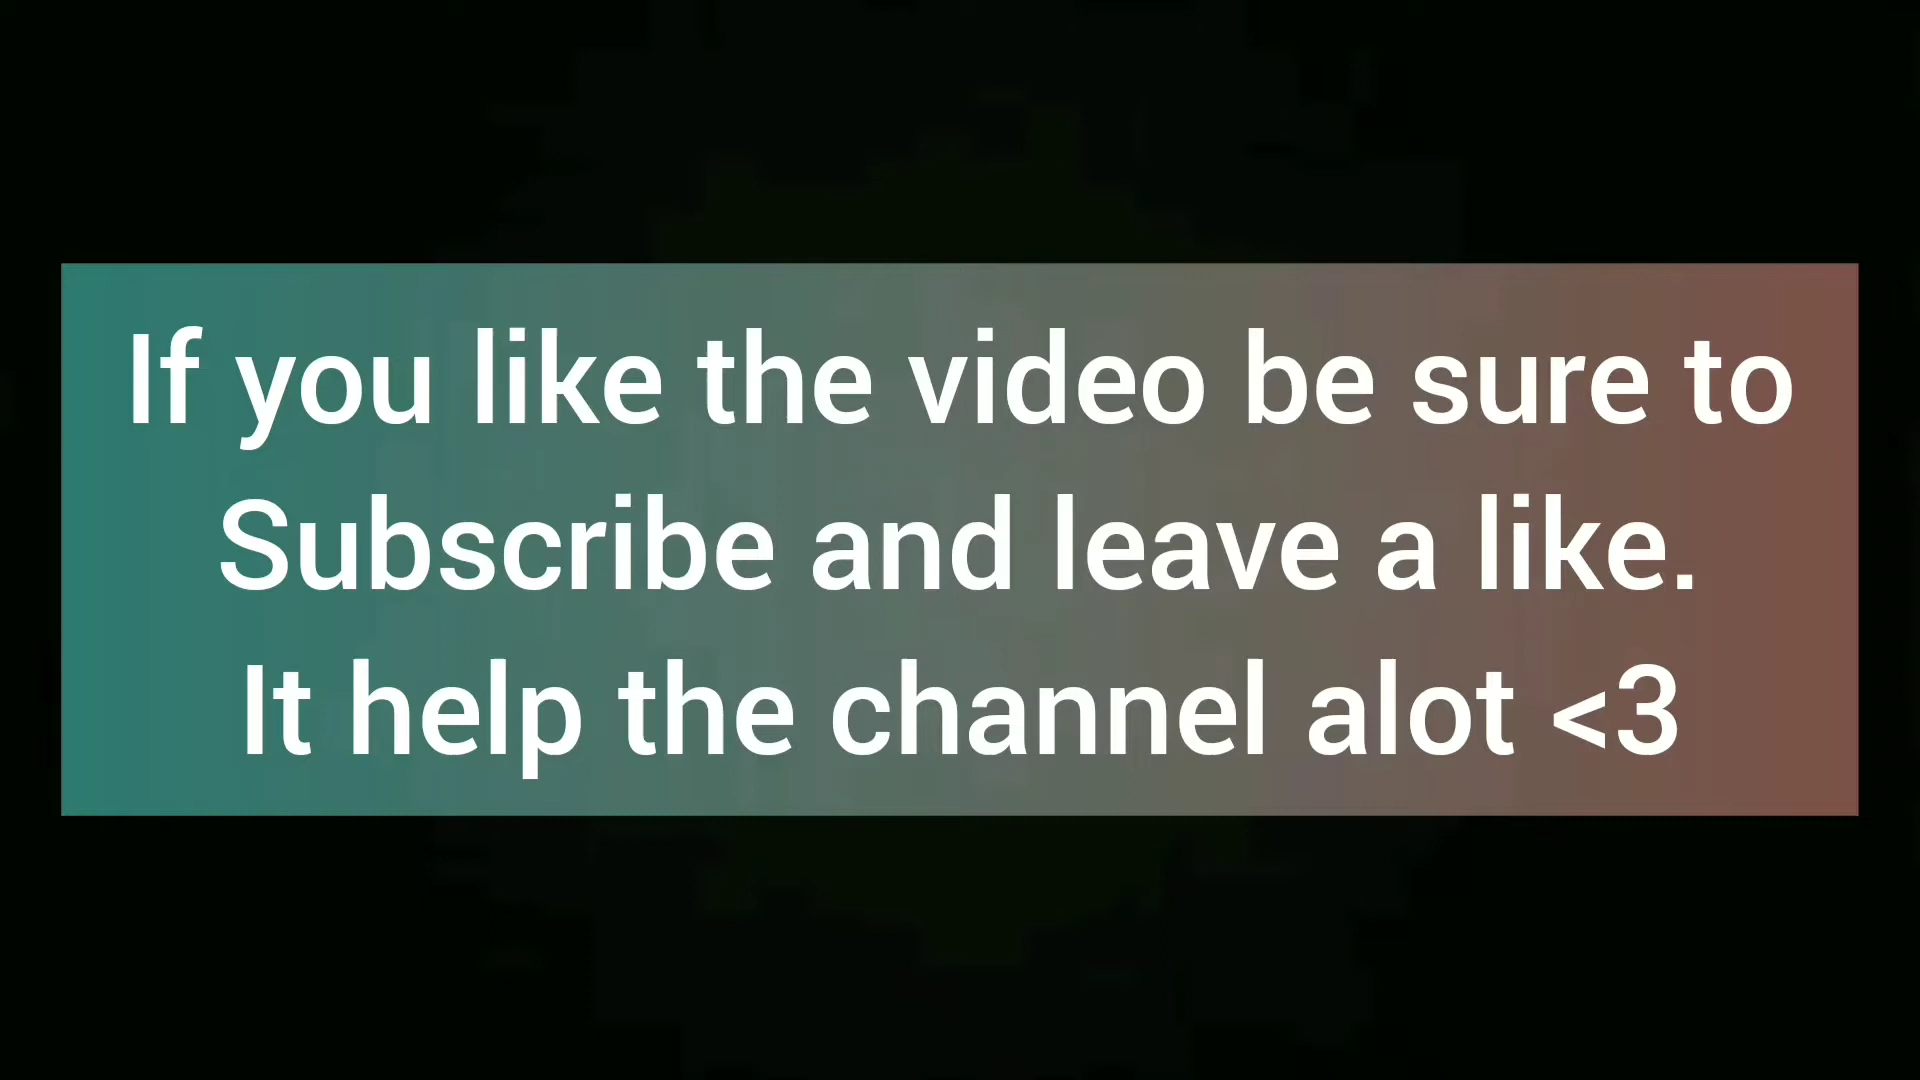 If you like the video be sure to
Subscribe and leave a like.
It help the channel alot <3